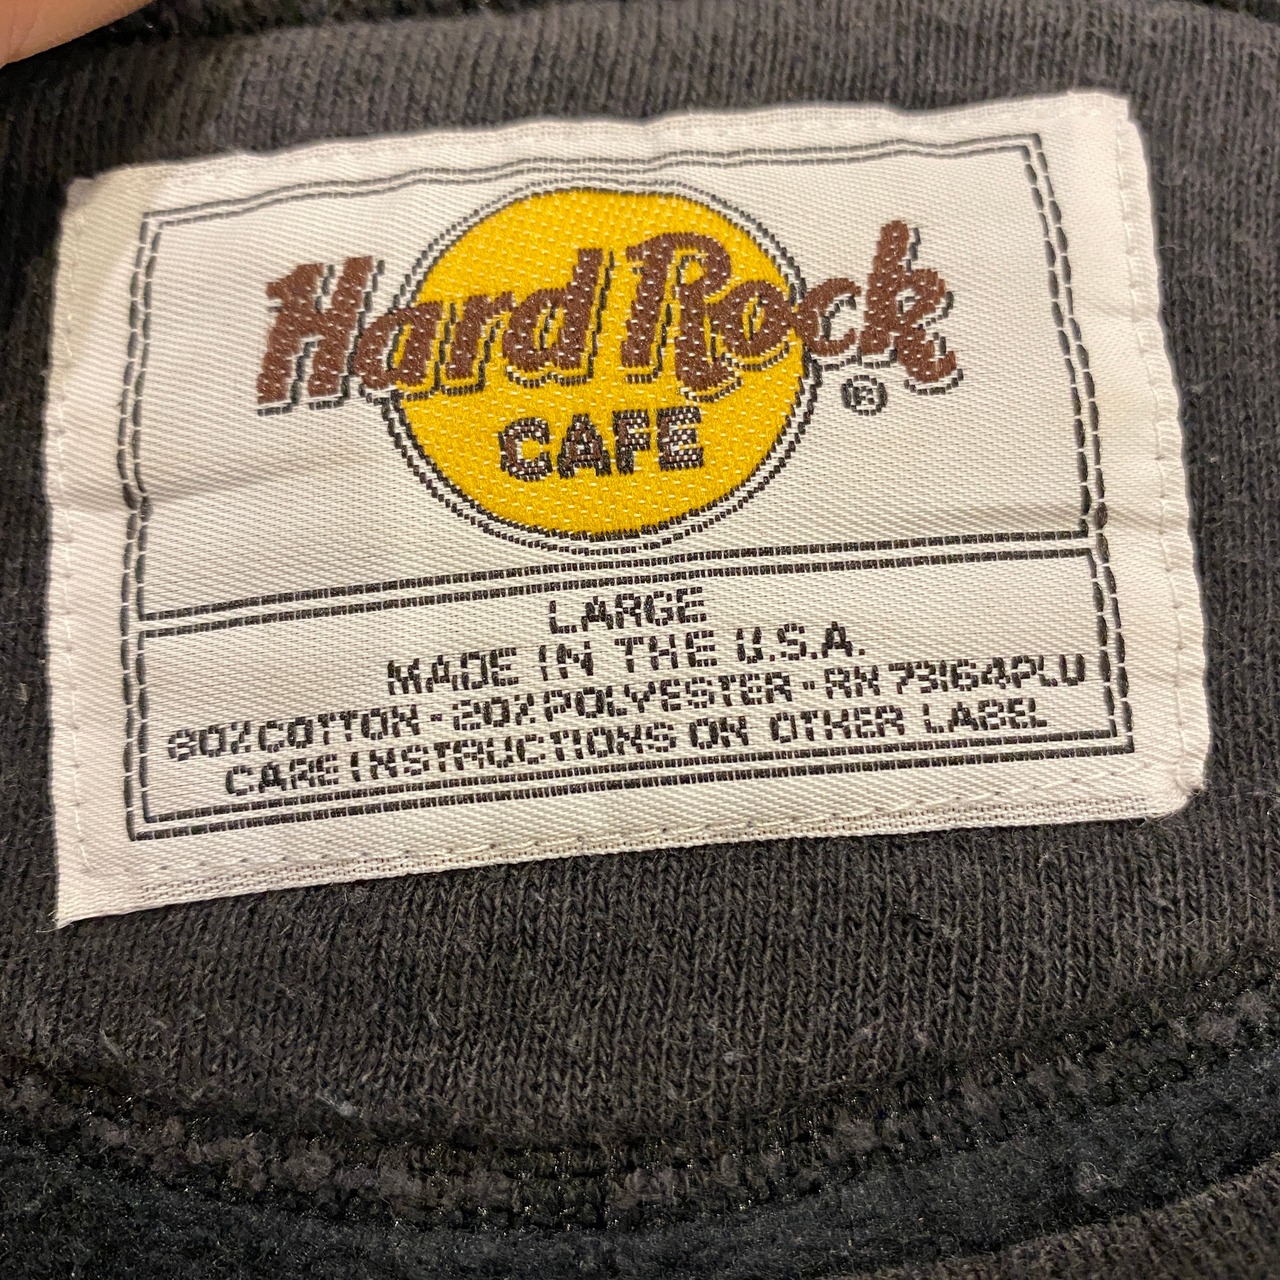 Hard Rock
CAFE
®
LARGE
MADE IN THE U.S.A.
80% COTTON - 20% POLYESTER - RN 73164PLU
CARE INSTRUCTIONS ON OTHER LABEL